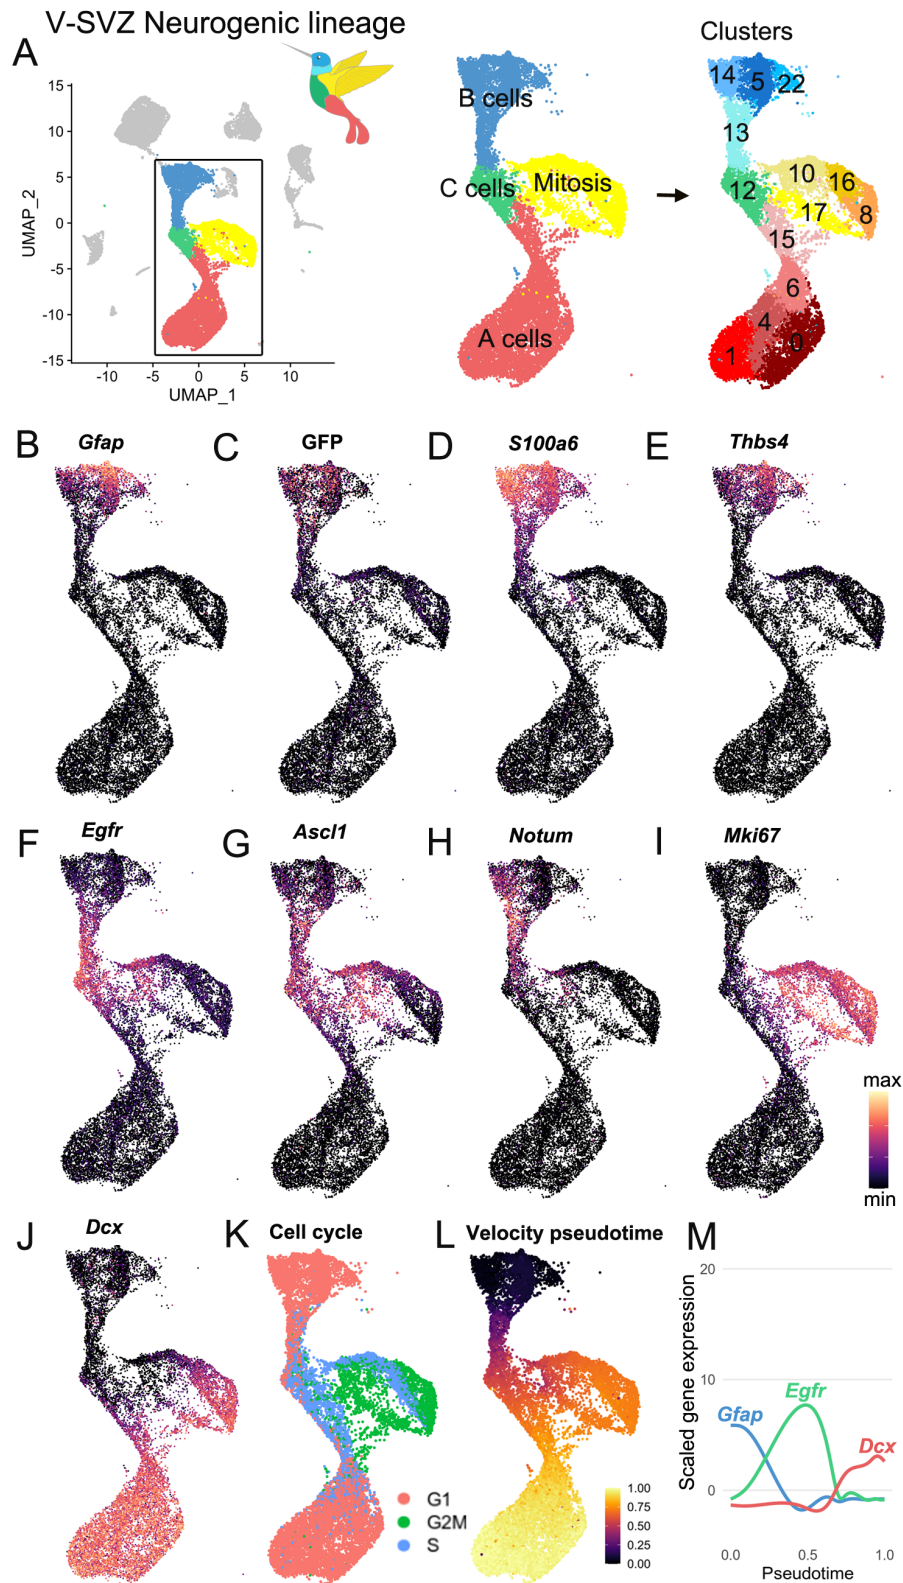 V-SVZ Neurogenic lineage
A
15
10
5
0
-5
-10
-15
UMAP_2
-10
-5
0
5
10
UMAP_1
B cells
C cells
Mitosis
A cells
Clusters
14
5
22
13
10
16
12
17
8
15
6
4
1
0
B
Gfap
C
GFP
D
S100a6
E
Thbs4
F
Egfr
G
Ascl1
H
Notum
I
Mki67
max
min
J
Dcx
K
Cell cycle
G1
G2M
S
L
Velocity pseudotime
1.00
0.75
0.50
0.25
0.00
M
20
10
0
Scaled gene expression
Gfap
Egfr
Dcx
0.0
0.5
1.0
Pseudotime